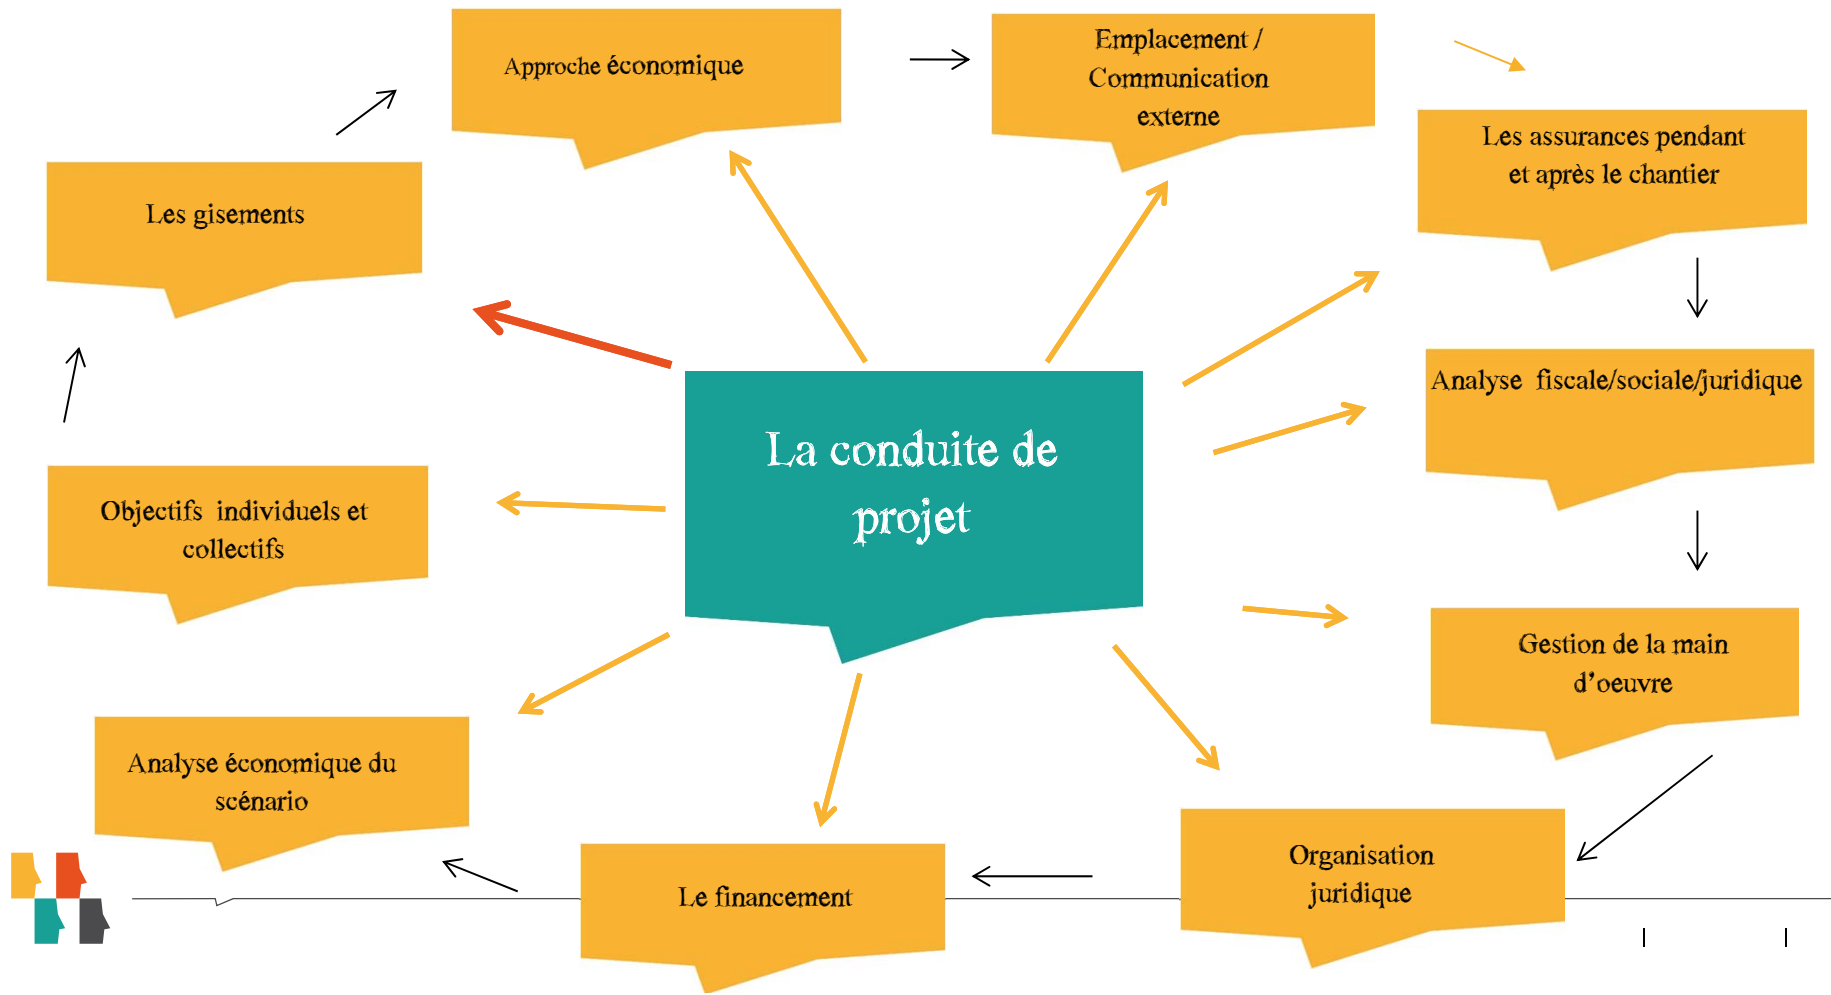 Approche économique
Emplacement /
Communication
externe
Les assurances pendant
et après le chantier
Les gisements
Analyse  fiscale/sociale/juridique
La conduite de
projet
Objectifs  individuels et
collectifs
Gestion de la main
d'oeuvre
Analyse économique du
scénario
Organisation
juridique
Le financement